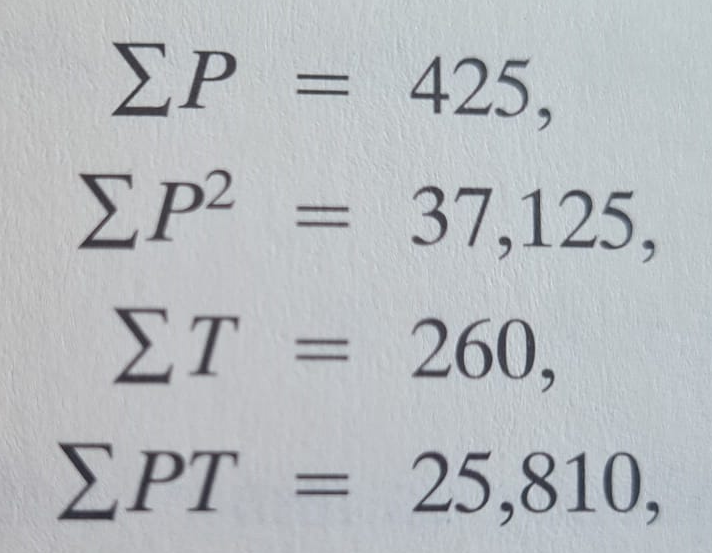 ΣP = 425,
ΣP² = 37,125,
ΣT = 260,
ΣPT = 25,810,